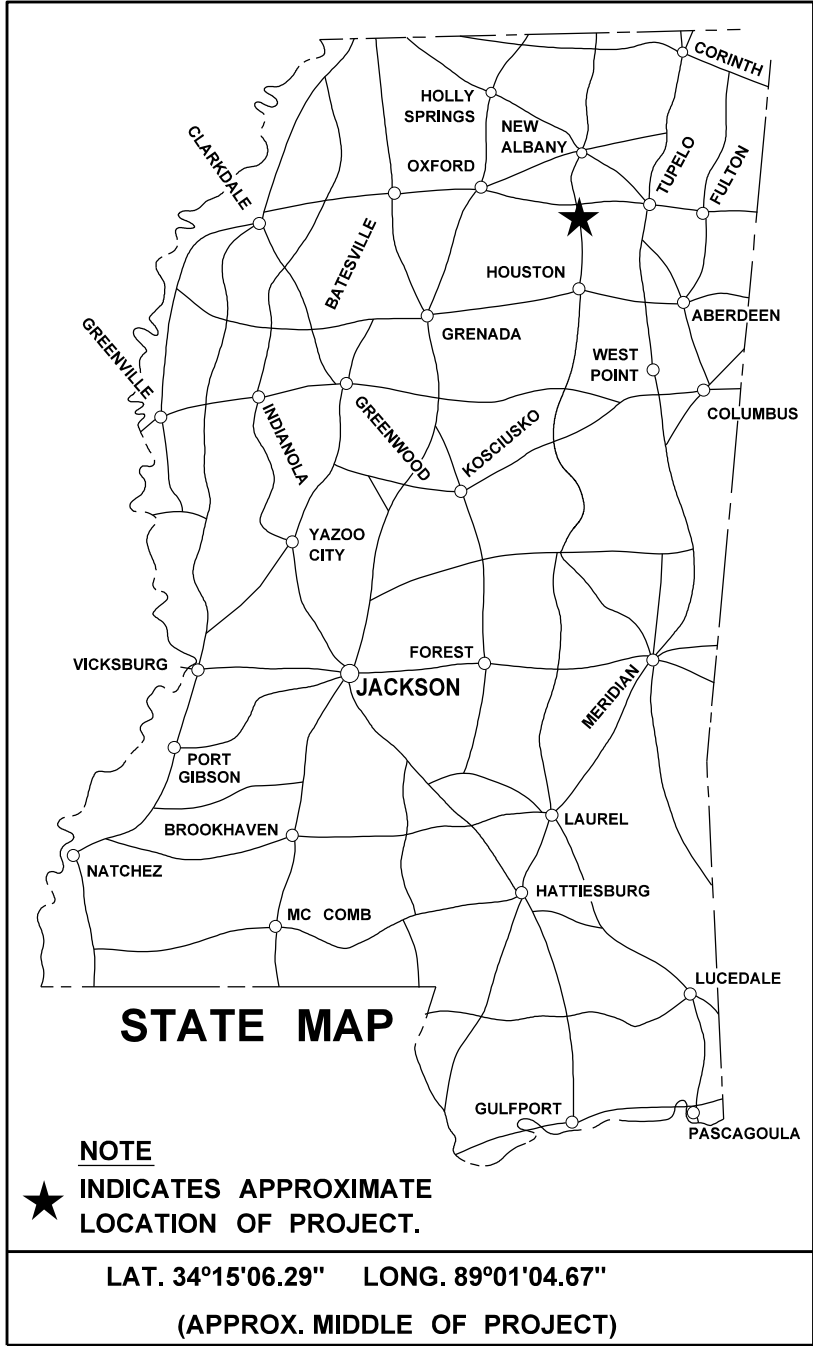 CORINTH
HOLLY
SPRINGS
NEW
ALBANY
CLARKDALE
OXFORD
TUPELO
FULTON
BATESVILLE
HOUSTON
ABERDEEN
GREENVILLE
GRENADA
WEST
POINT
COLUMBUS
INDIANOLA
GREENWOOD
KOSCIUSKO
YAZOO
CITY
VICKSBURG
FOREST
JACKSON
MERIDIAN
PORT
GIBSON
BROOKHAVEN
LAUREL
NATCHEZ
HATTIESBURG
MC COMB
LUCEDALE
STATE MAP
GULFPORT
PASCAGOULA
NOTE
INDICATES APPROXIMATE
LOCATION OF PROJECT.
LAT. 34º15'06.29" LONG. 89º01'04.67"
(APPROX. MIDDLE OF PROJECT)